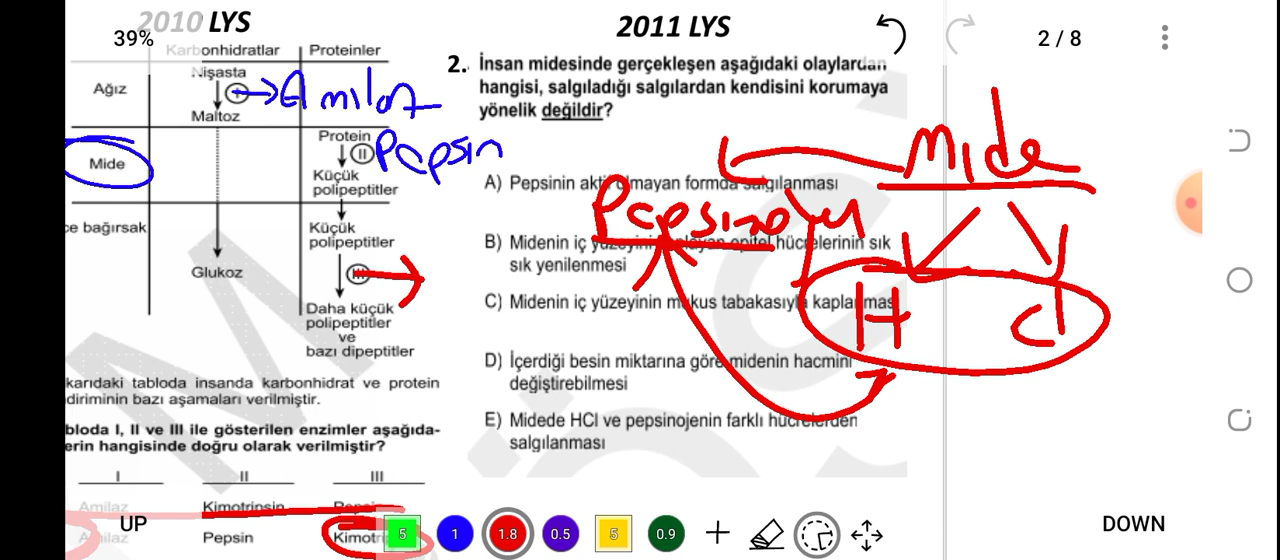 2010 LYS
39%
Karbonhidratlar Proteinler
Ağız
Nişasta
I
Amilaz
Maltoz
Mide
Protein
II
Pepsin
Küçük
polipeptitler
ce bağırsak
Küçük
polipeptitler
Glukoz
III
Daha küçük
polipeptitler
ve
bazı dipeptitler
karıdaki tabloda insanda karbonhidrat ve protein
diriminin bazı aşamaları verilmiştir.
bloda I, II ve III ile gösterilen enzimler aşağıda-
erin hangisinde doğru olarak verilmiştir?
I II III
Amilaz Kimotripsin
UP
Pepsin
2011 LYS
2 / 8
2. İnsan midesinde gerçekleşen aşağıdaki olaylardan
hangisi, salgıladığı salgılardan kendisini korumaya
yönelik değildir?
Mide
A) Pepsinin aktif olmayan formda salgılanması
Pepsinojen
B) Midenin iç yüzeyini kaplayan epitel hücrelerinin sık
sık yenilenmesi
C) Midenin iç yüzeyinin mukus tabakasıyla kaplanması
H Cl
D) İçerdiği besin miktarına göre midenin hacmini
değiştirebilmesi
E) Midede HCl ve pepsinojenin farklı hücrelerden
salgılanması
5 1 1.8 0.5 5 0.9
DOWN